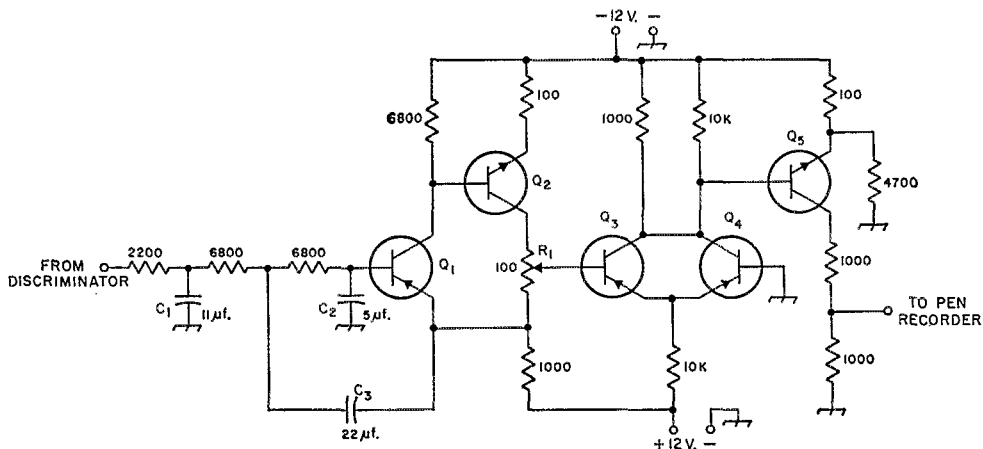 -12 V. -
100
6800
1000
10K
100
Q5
Q2
4700
Q3
Q4
2200
6800
6800
FROM
DISCRIMINATOR
Q1
R1
100
1000
C1
11 µf.
C2
5 µf.
TO PEN
RECORDER
1000
10K
1000
C3
22 µf.
+12 V. -